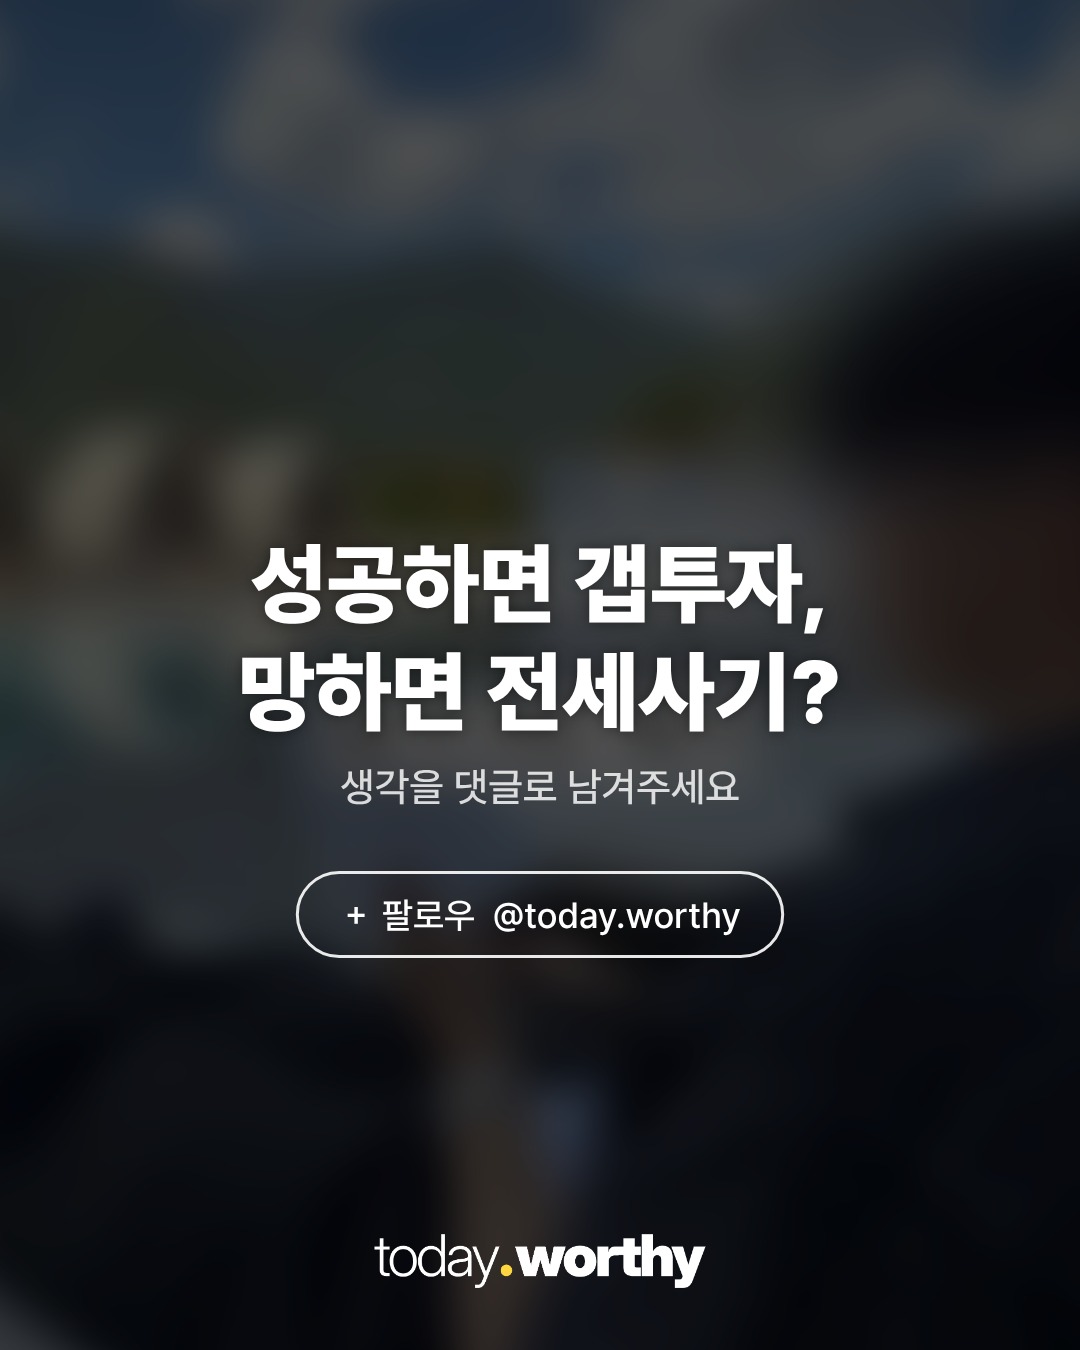 성공하면 갭투자,
망하면 전세사기?
생각을 댓글로 남겨주세요
+ 팔로우 @today.worthy
today.worthy